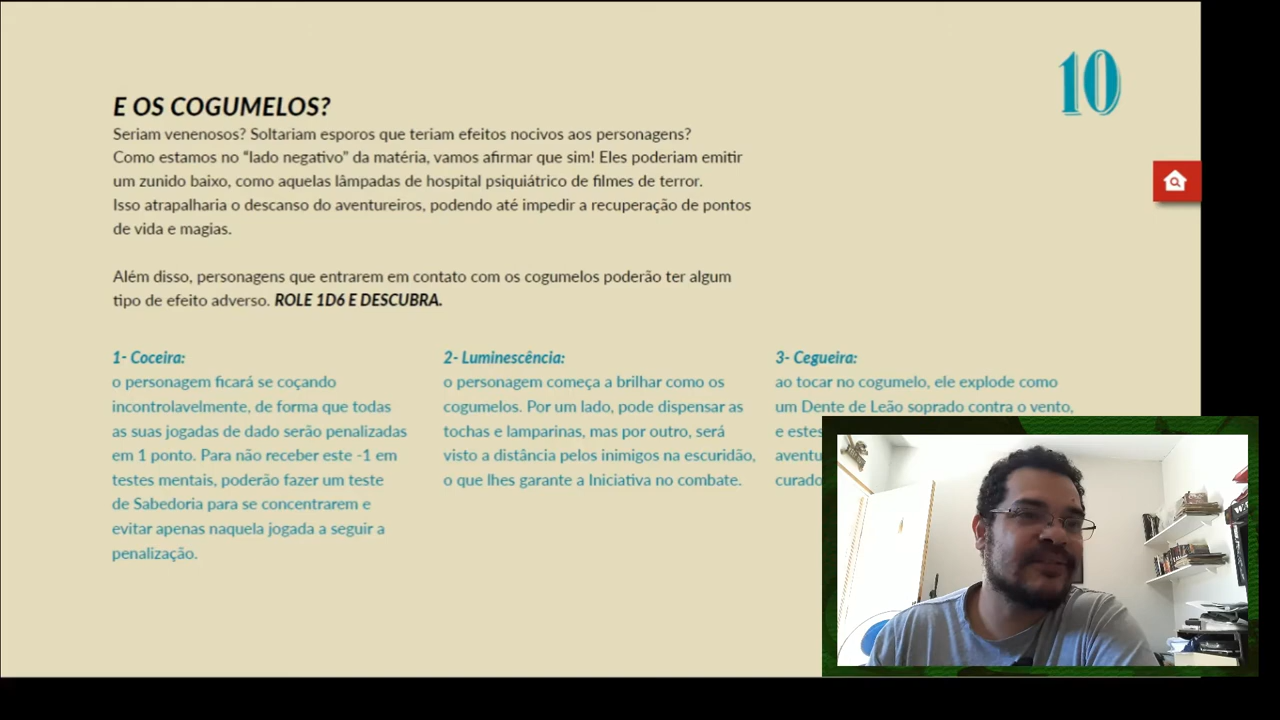 10
E OS COGUMELOS?
Seriam venenosos? Soltariam esporos que teriam efeitos nocivos aos personagens?
Como estamos no “lado negativo” da matéria, vamos afirmar que sim! Eles poderiam emitir
um zunido baixo, como aquelas lâmpadas de hospital psiquiátrico de filmes de terror.
Isso atrapalharia o descanso do aventureiros, podendo até impedir a recuperação de pontos
de vida e magias.
Além disso, personagens que entrarem em contato com os cogumelos poderão ter algum
tipo de efeito adverso. ROLE 1D6 E DESCUBRA.
1- Coceira:
o personagem ficará se coçando
incontrolavelmente, de forma que todas
as suas jogadas de dado serão penalizadas
em 1 ponto. Para não receber este -1 em
testes mentais, poderão fazer um teste
de Sabedoria para se concentrarem e
evitar apenas naquela jogada a seguir a
penalização.
2- Luminescência:
o personagem começa a brilhar como os
cogumelos. Por um lado, pode dispensar as
tochas e lamparinas, mas por outro, será
visto a distância pelos inimigos na escuridão,
o que lhes garante a Iniciativa no combate.
3- Cegueira:
ao tocar no cogumelo, ele explode como
um Dente de Leão soprado contra o vento,
e